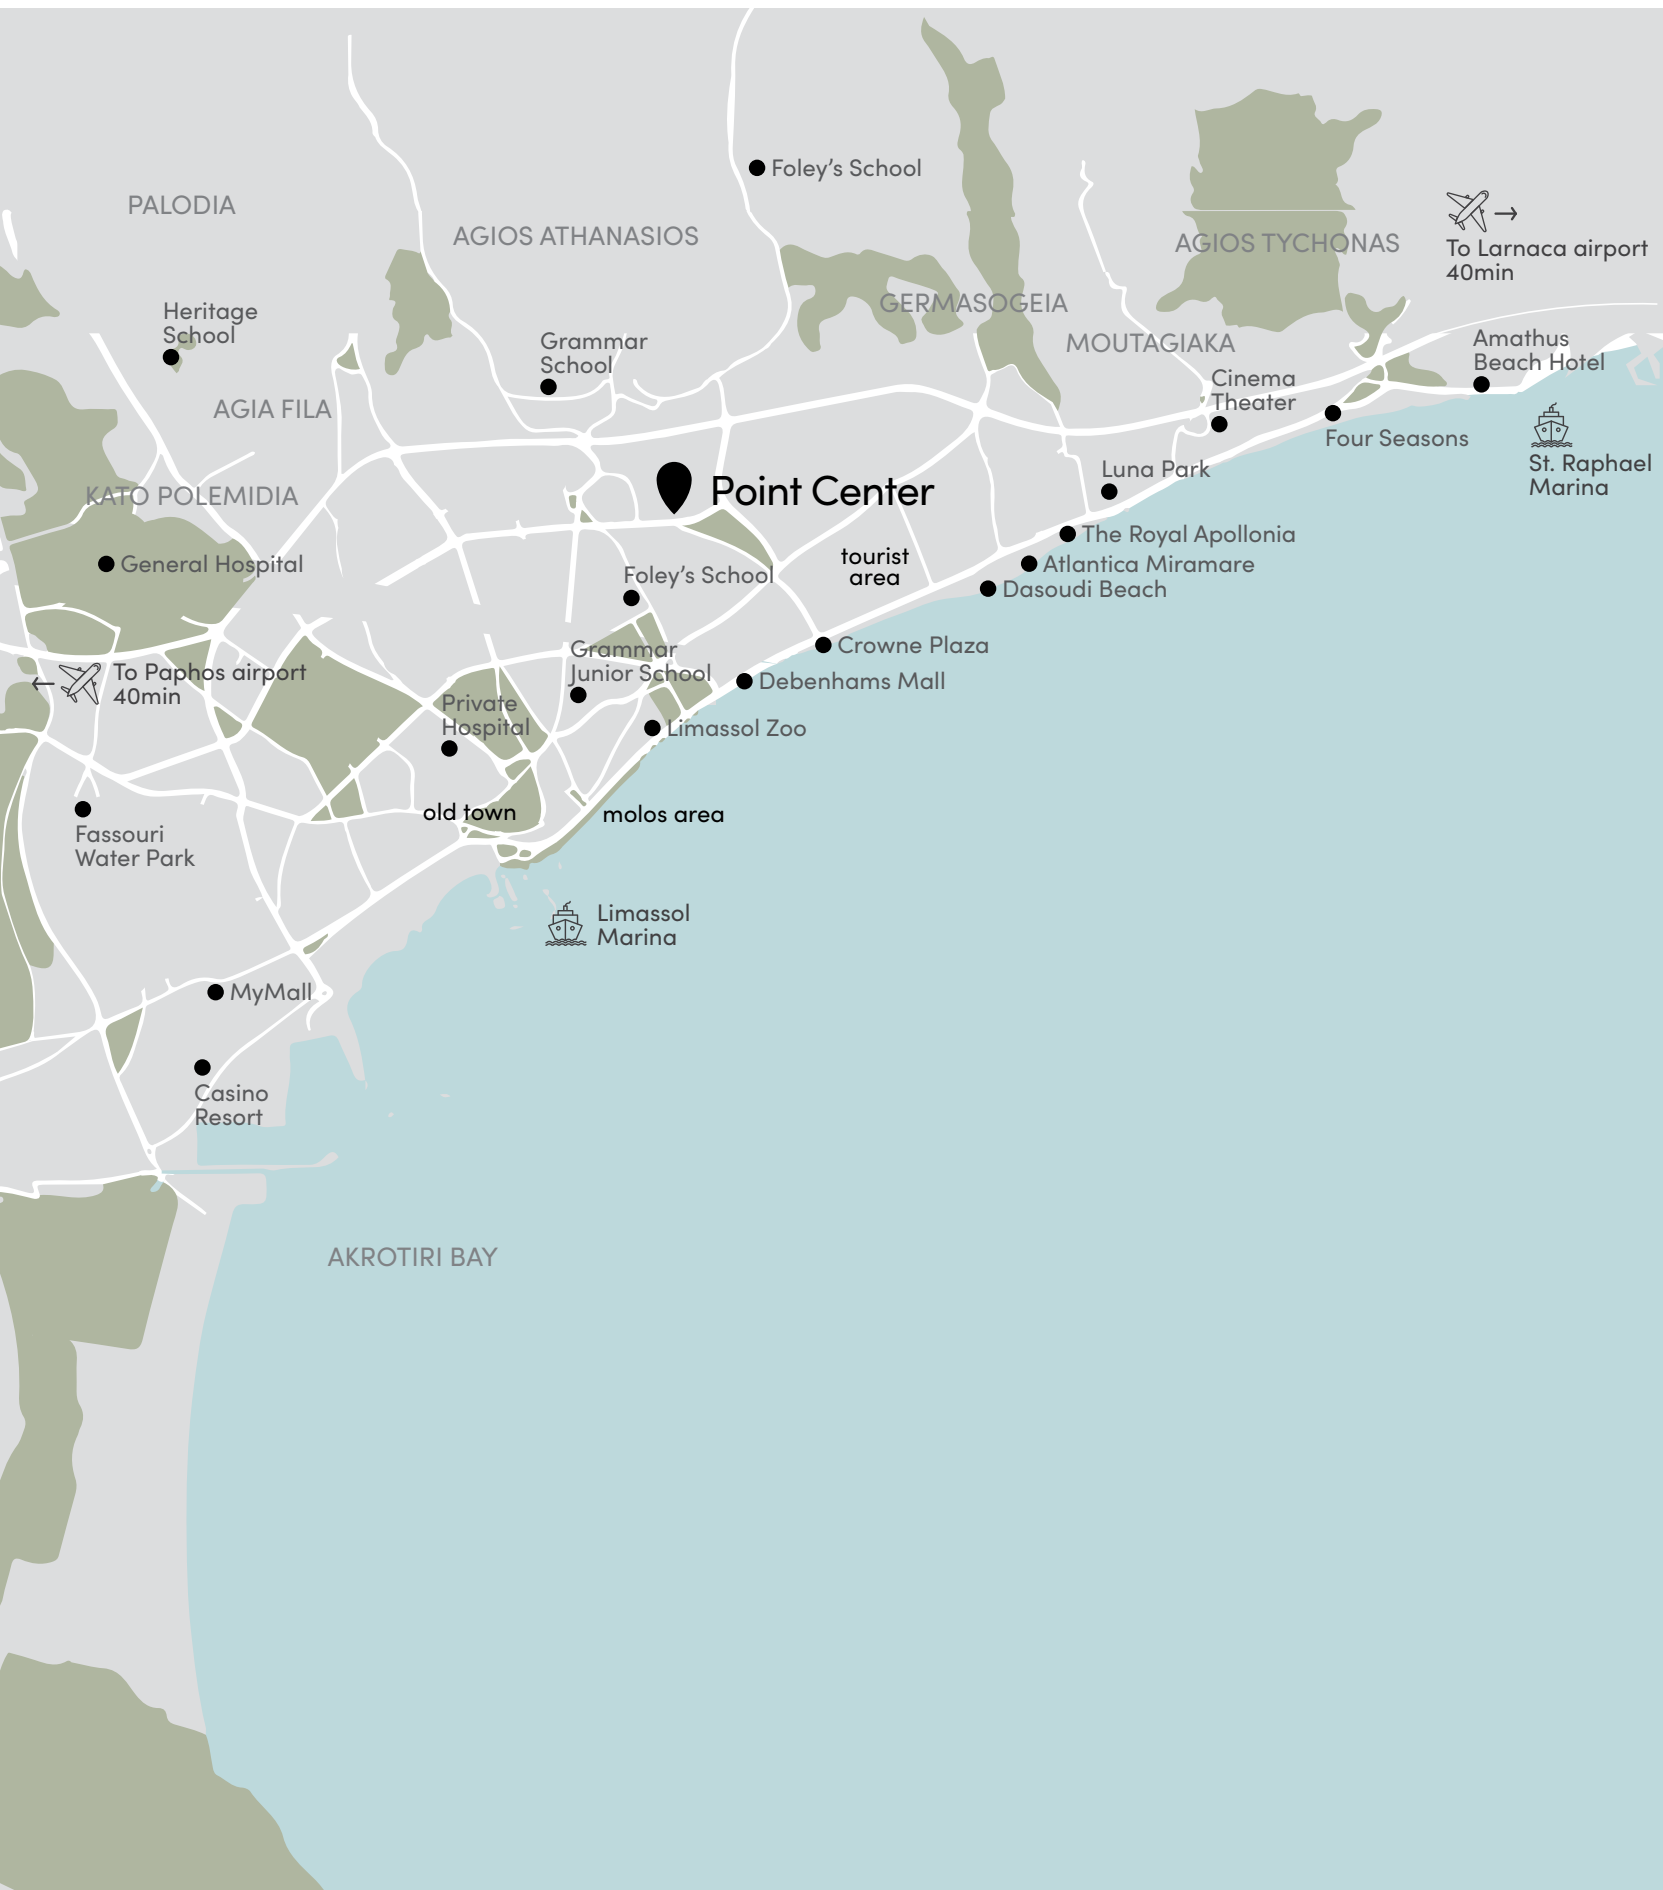 Foley’s School
PALODIA
AGIOS ATHANASIOS
AGIOS TYCHONAS
→
To Larnaca airport
40min
GERMASOGEIA
Heritage
School
Grammar
School
MOUTAGIAKA
Amathus
Beach Hotel
Cinema
Theater
AGIA FILA
Four Seasons
St. Raphael
Marina
Luna Park
KATO POLEMIDIA
Point Center
The Royal Apollonia
tourist
area
General Hospital
Atlantica Miramare
Foley’s School
Dasoudi Beach
Crowne Plaza
Grammar
Junior School
←
To Paphos airport
40min
Debenhams Mall
Private
Hospital
Limassol Zoo
old town
molos area
Fassouri
Water Park
Limassol
Marina
MyMall
Casino
Resort
AKROTIRI BAY